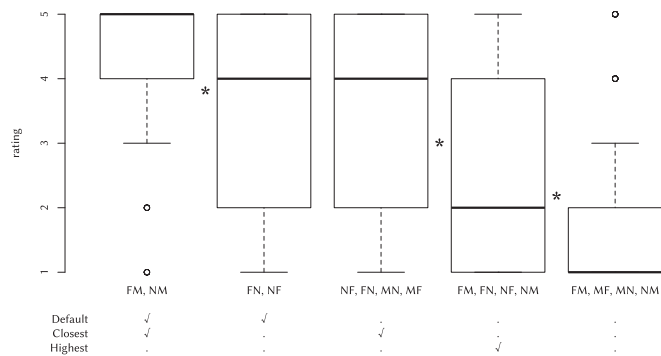 5
4
3
2
1
rating
*
*
*
FM, NM
FN, NF
NF, FN, MN, MF
FM, FN, NF, NM
FM, MF, MN, NM
Default √ √ . . .
Closest √ . √ . .
Highest . . . √ .